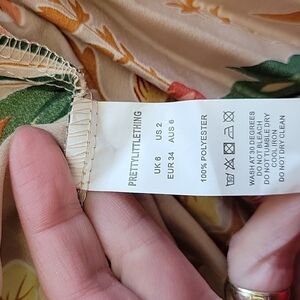 PRETTYLITTLETHING
UK 6 US 2
EUR 34 AUS 6
100% POLYESTER
WASH AT 30 DEGREES
DO NOT BLEACH
DO NOT TUMBLE DRY
COOL IRON
DO NOT DRY CLEAN